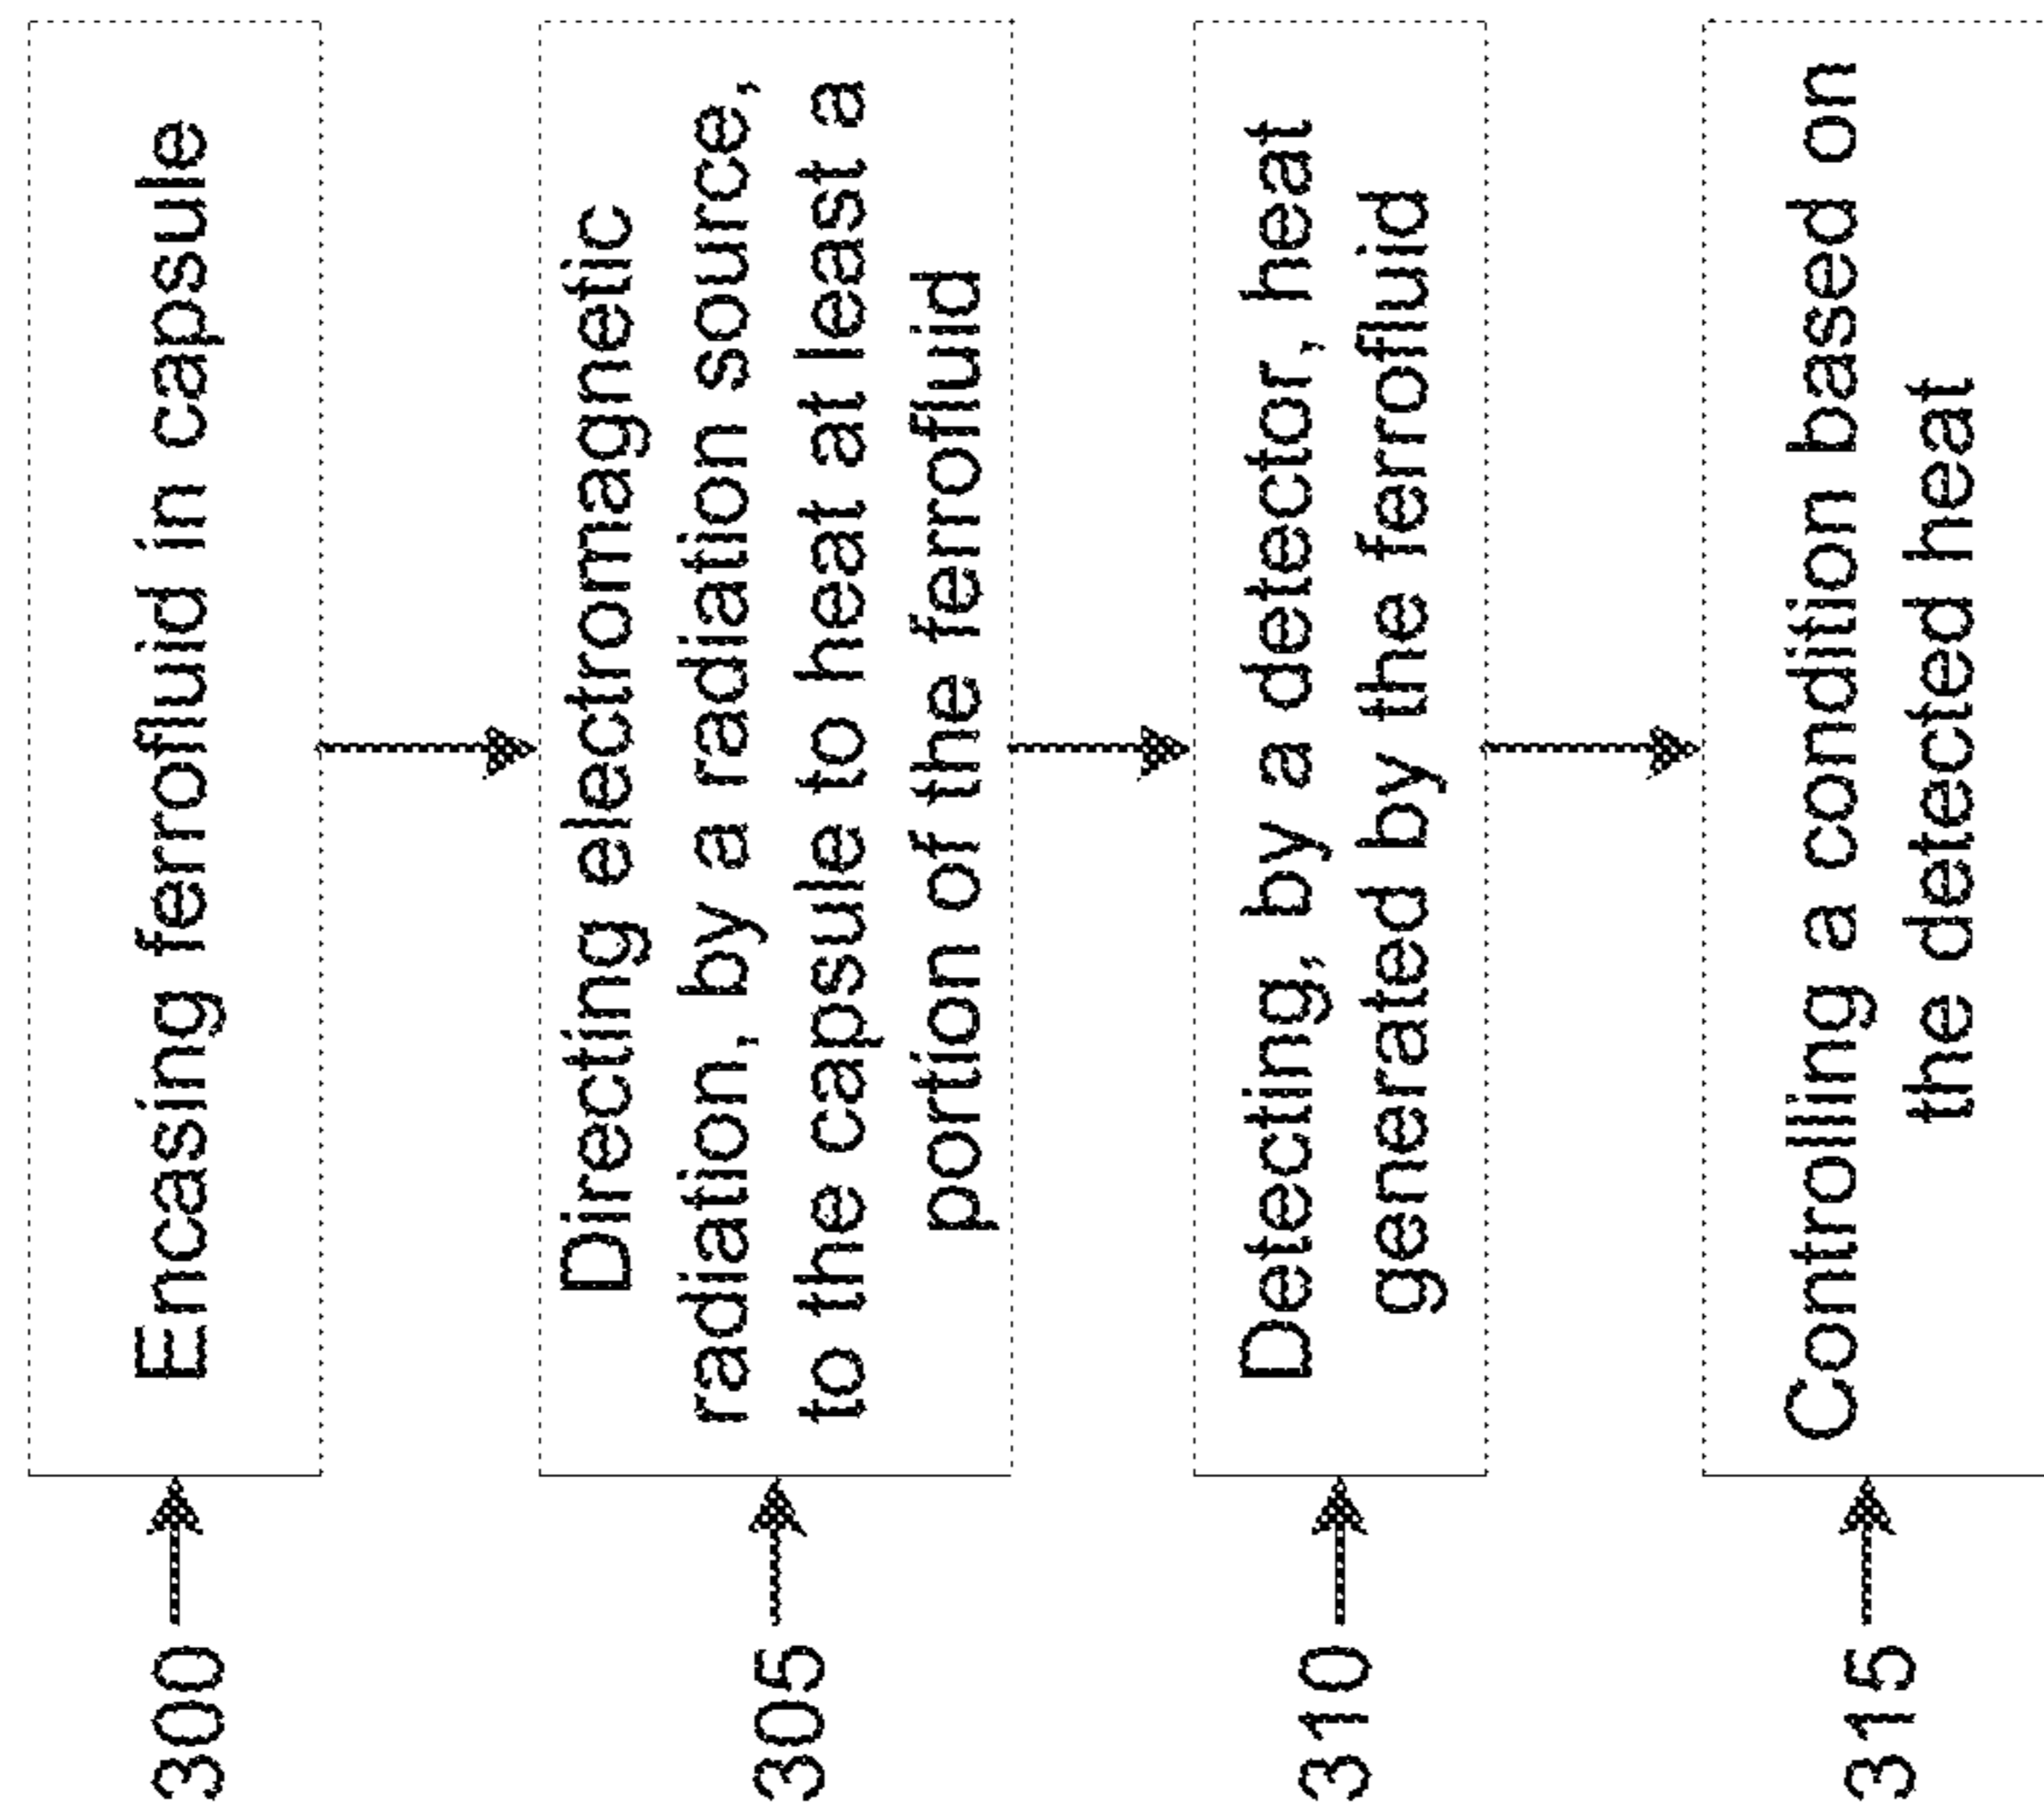 300
Encasing ferrofluid in capsule
305
Directing electromagnetic
radiation, by a radiation source,
to the capsule to heat at least a
portion of the ferrofluid
310
Detecting, by a detector, heat
generated by the ferrofluid
315
Controlling a condition based on
the detected heat